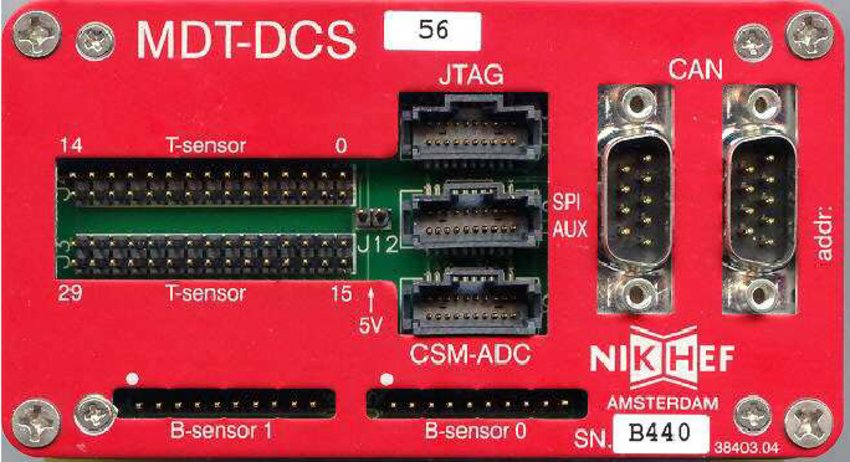 MDT-DCS 56
JTAG
CAN
14 T-sensor 0
SPI
AUX
J12
J3
29 T-sensor 15
5V
addr:
CSM-ADC
NIKHEF
AMSTERDAM
B-sensor 1
B-sensor 0
SN. B440
38403.04